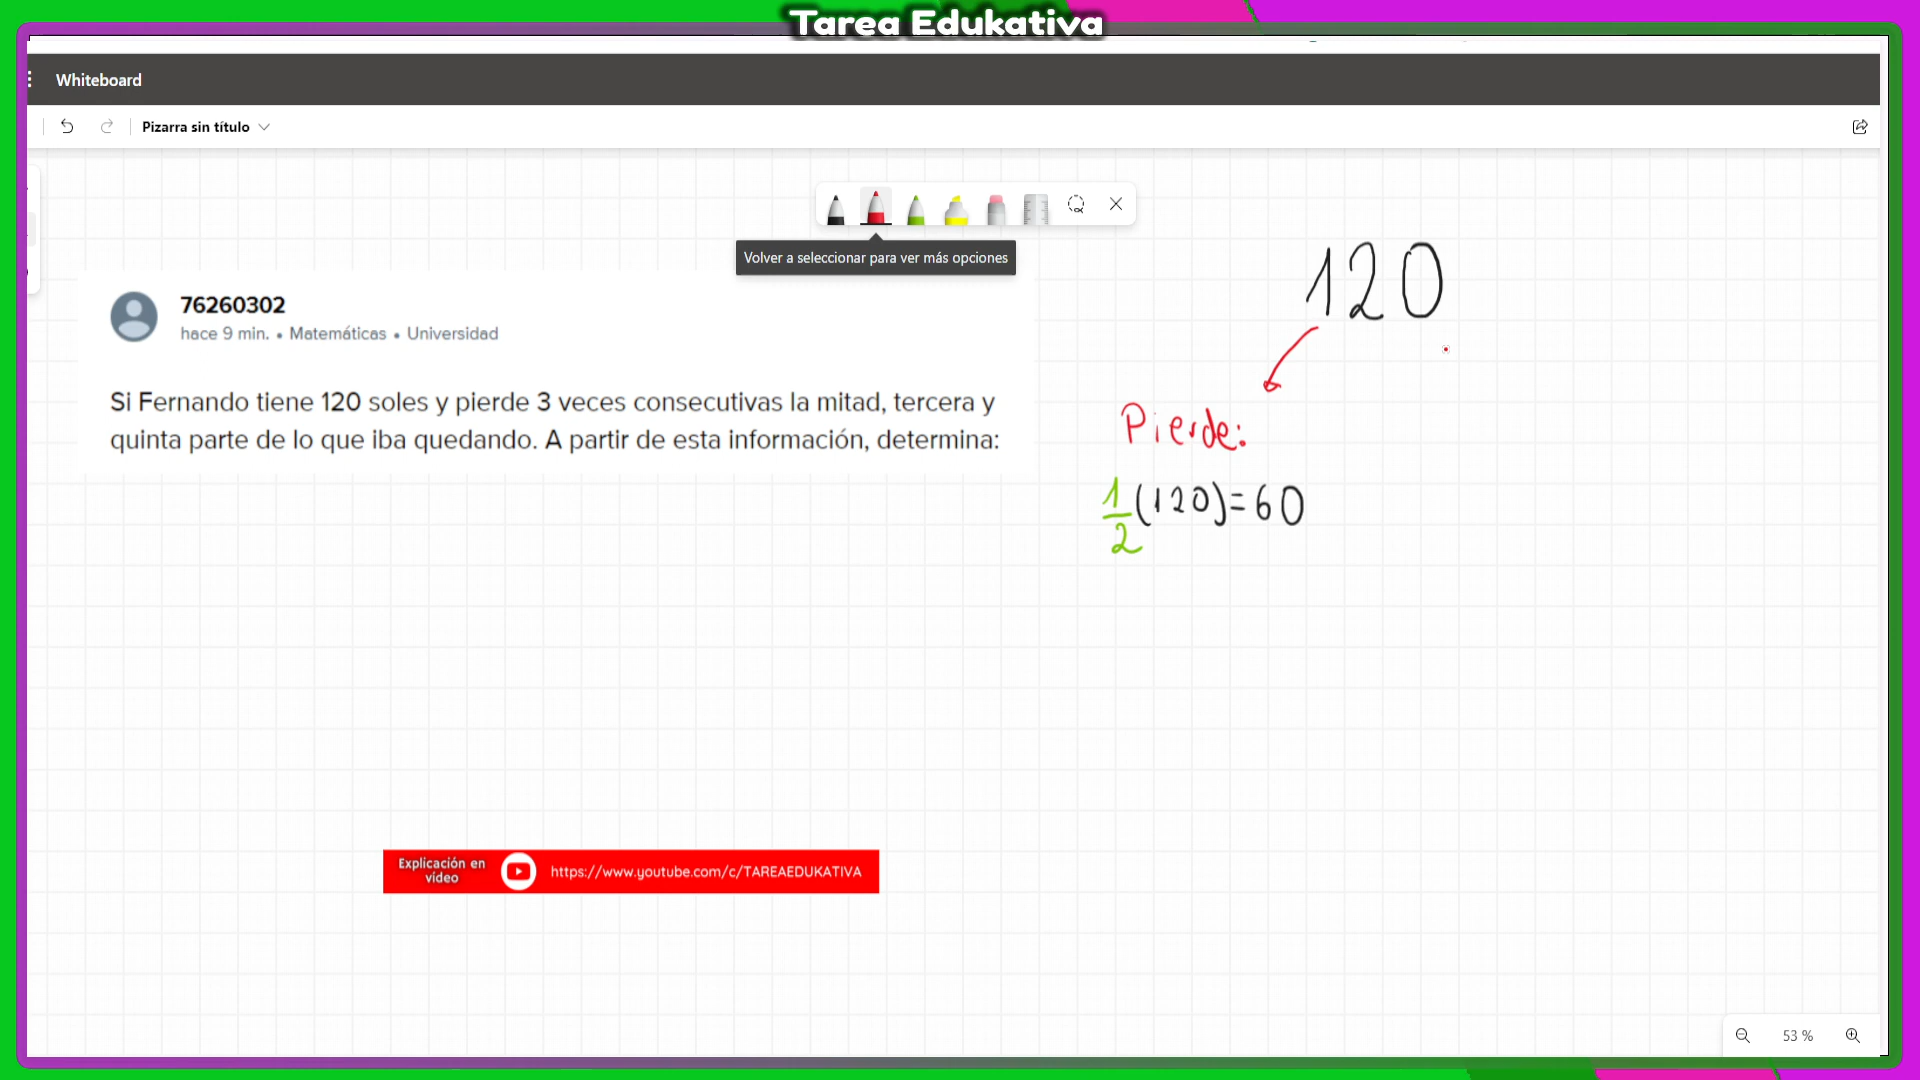 Tarea Edukativa
Whiteboard
Pizarra sin título
Volver a seleccionar para ver más opciones
76260302
hace 9 min. • Matemáticas • Universidad
Si Fernando tiene 120 soles y pierde 3 veces consecutivas la mitad, tercera y
quinta parte de lo que iba quedando. A partir de esta información, determina:
120
Pierde:
1/2(120)=60
Explicación en
vídeo
https://www.youtube.com/c/TAREAEDUKATIVA
53 %